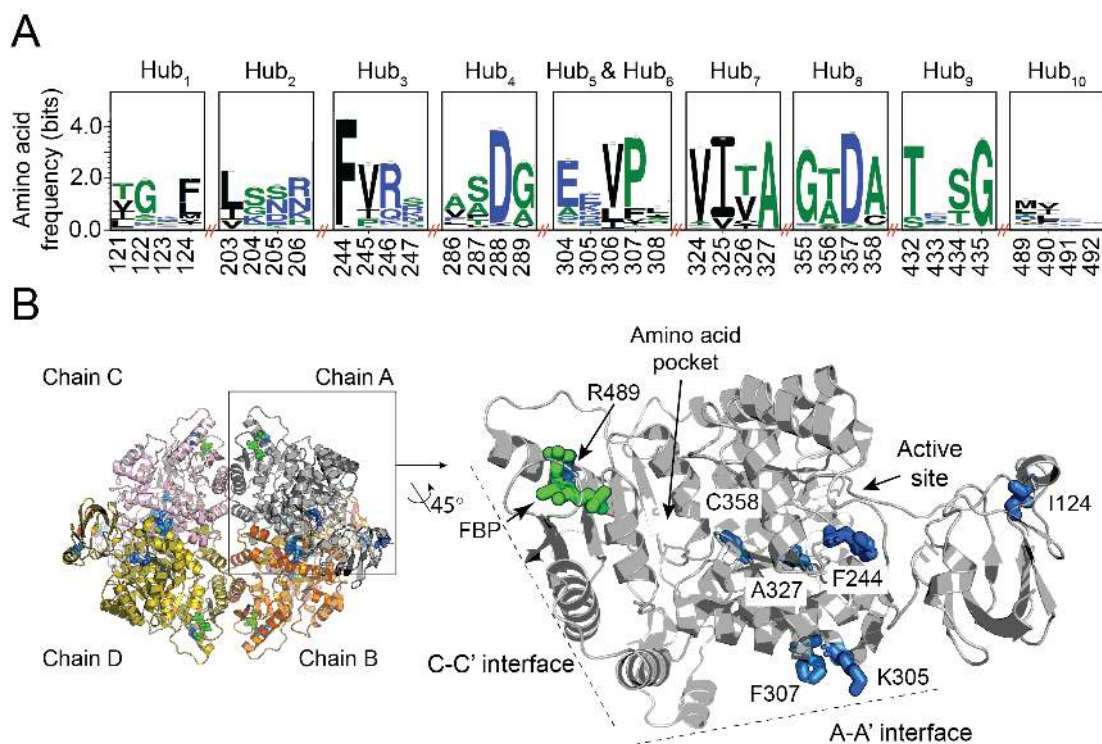 A
Hub1 Hub2 Hub3 Hub4 Hub5 & Hub6 Hub7 Hub8 Hub9 Hub10
Amino acid
frequency (bits)
4.0
2.0
0.0
121 122 123 124 203 204 205 206 244 245 246 247 286 287 288 289 304 305 306 307 308 324 325 326 327 355 356 357 358 432 433 434 435 489 490 491 492
B
Chain C Chain A
Chain D Chain B
45°
Amino acid
pocket
R489
Active
site
I124
C358
FBP
A327
F244
C-C' interface
F307
K305
A-A' interface